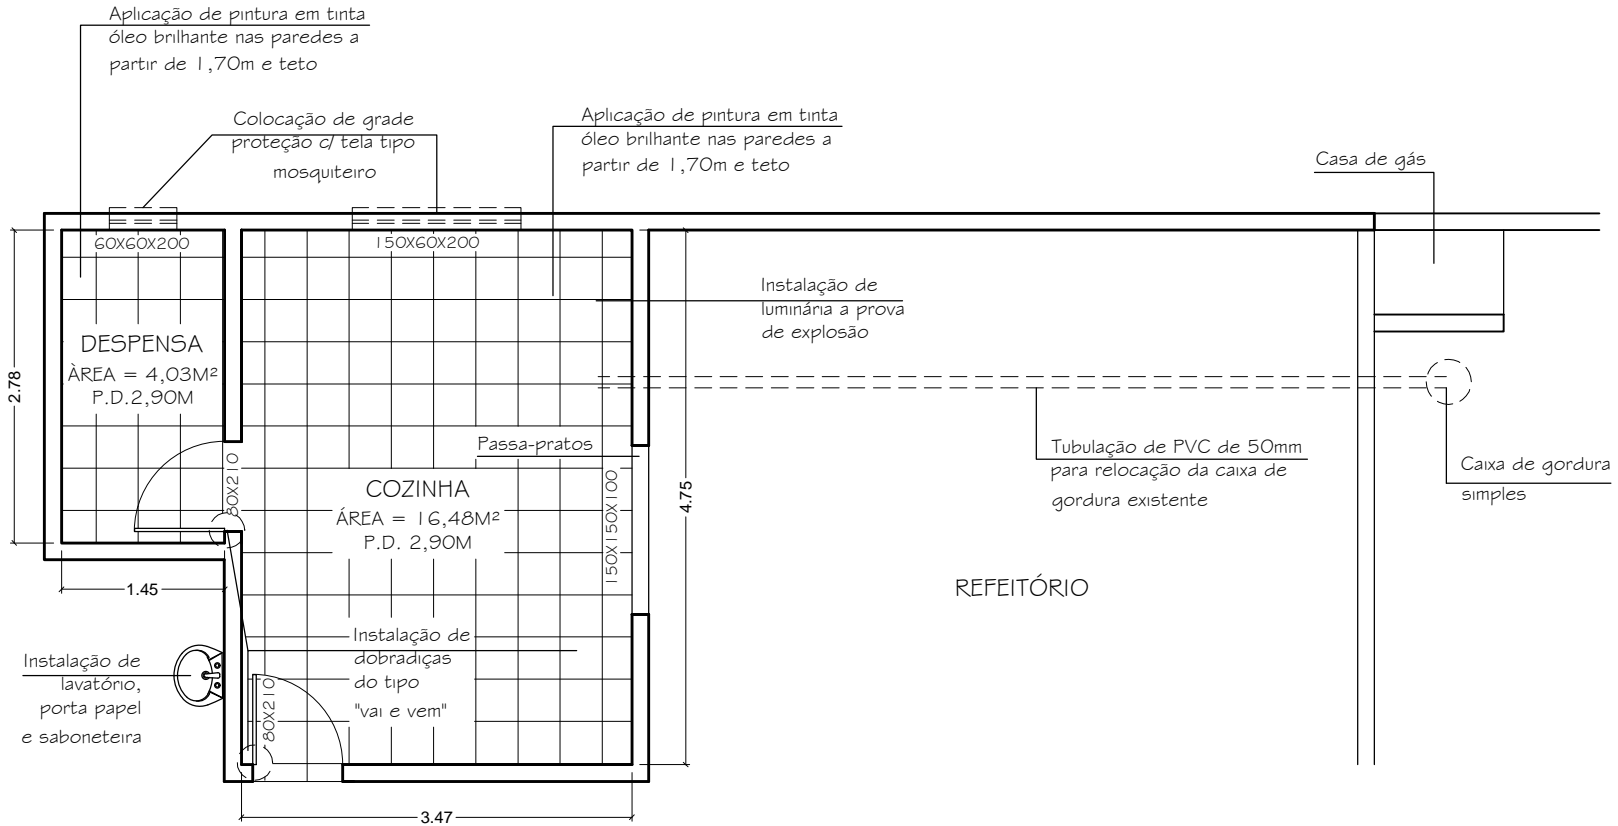 Aplicação de pintura em tinta
óleo brilhante nas paredes a
partir de 1,70m e teto
Colocação de grade
proteção c/ tela tipo
mosquiteiro
Aplicação de pintura em tinta
óleo brilhante nas paredes a
partir de 1,70m e teto
Casa de gás
60X60X200
150X60X200
Instalação de
luminária a prova
de explosão
DESPENSA
ÀREA = 4,03M²
P.D.2,90M
2.78
Passa-pratos
80X210
COZINHA
ÁREA = 16,48M²
P.D. 2,90M
150X150X100
4.75
Tubulação de PVC de 50mm
para relocação da caixa de
gordura existente
Caixa de gordura
simples
1.45
REFEITÓRIO
Instalação de
lavatório,
porta papel
e saboneteira
Instalação de
dobradiças
do tipo
"vai e vem"
80X210
3.47